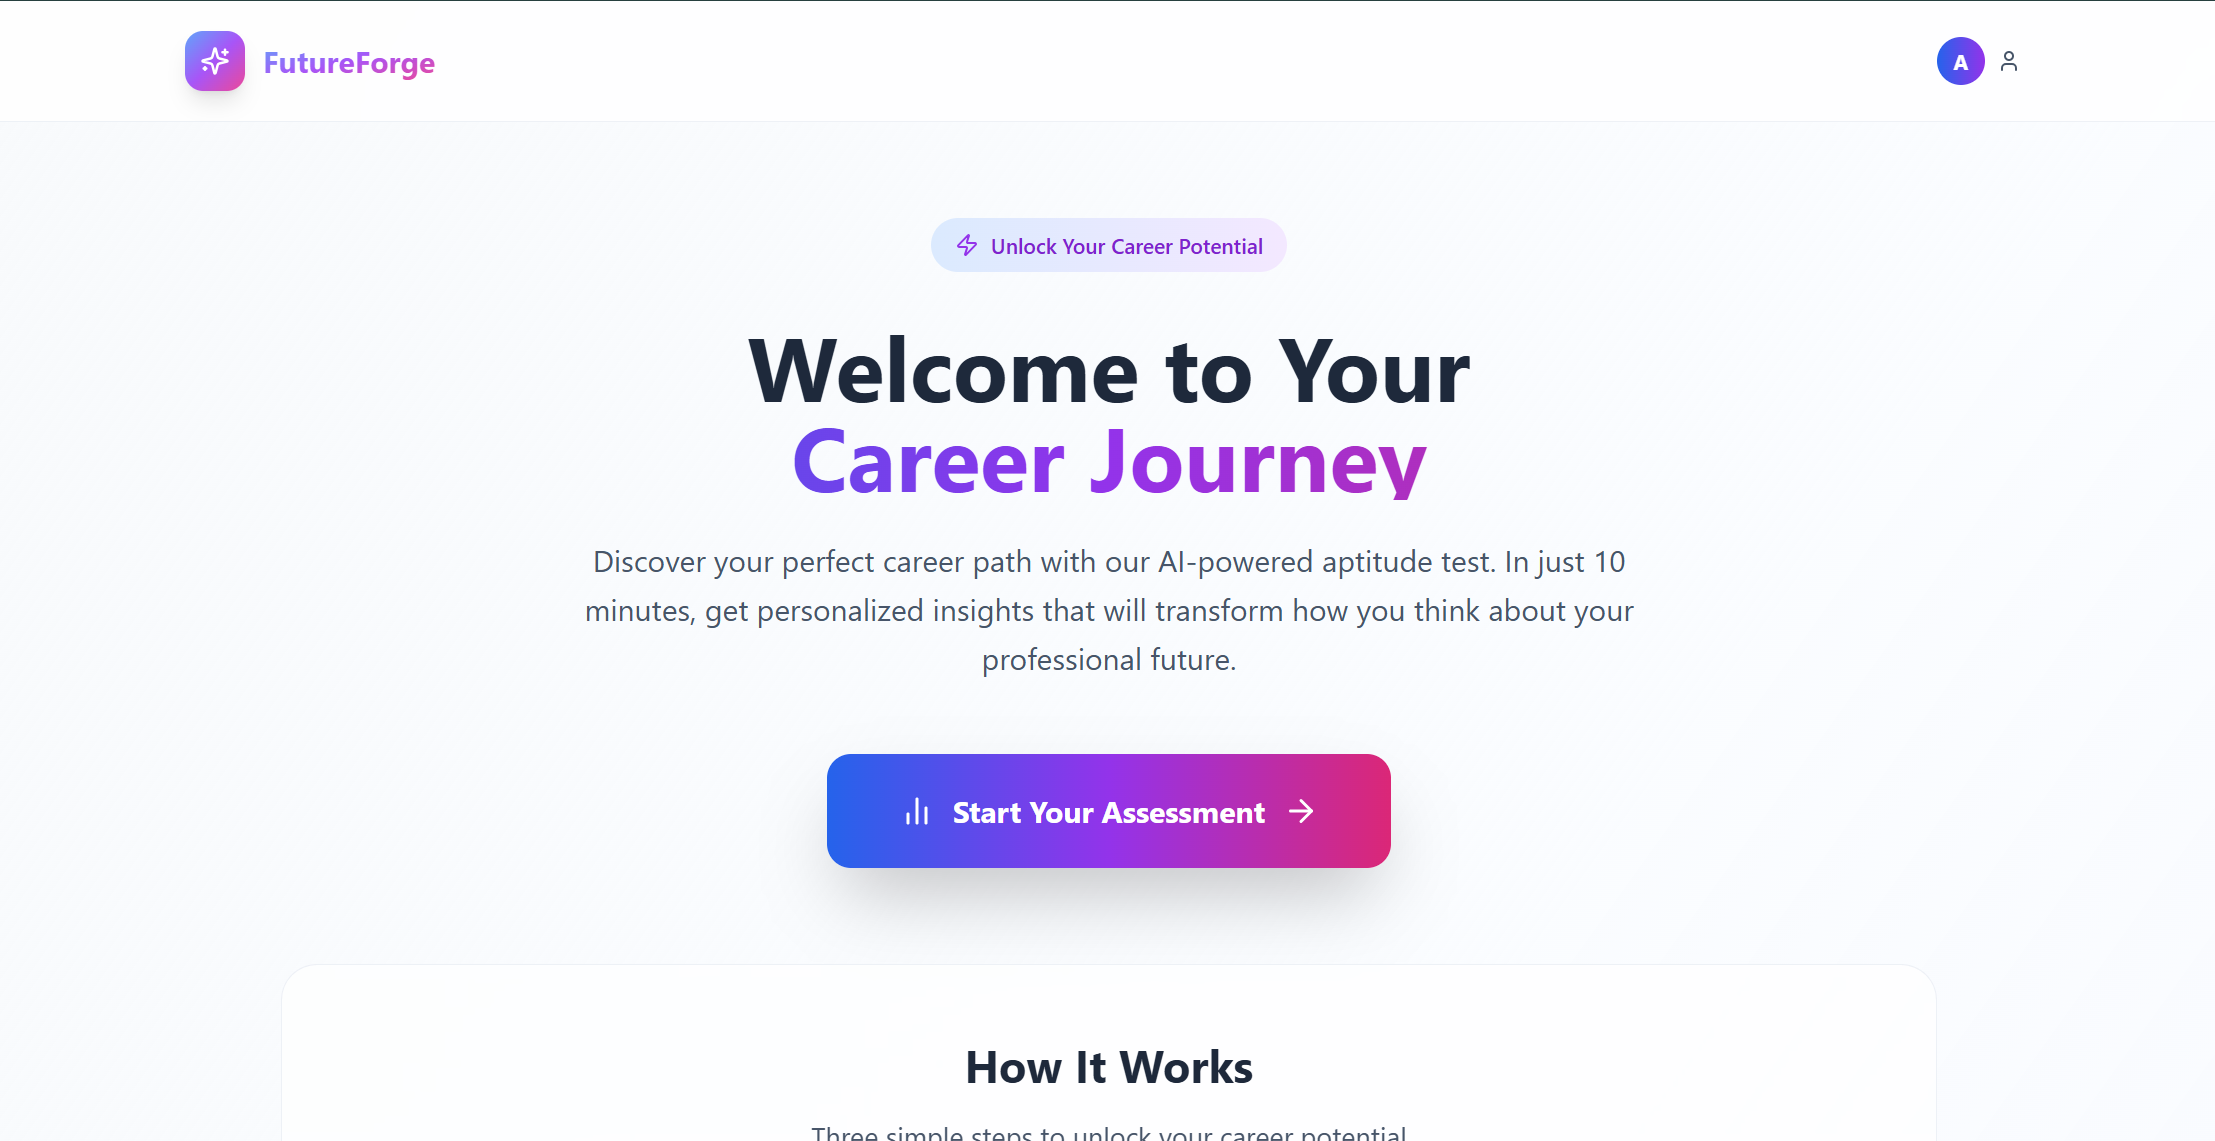 FutureForge
A
Unlock Your Career Potential
Welcome to Your
Career Journey
Discover your perfect career path with our AI-powered aptitude test. In just 10
minutes, get personalized insights that will transform how you think about your
professional future.
Start Your Assessment
How It Works
Three simple steps to unlock your career potential